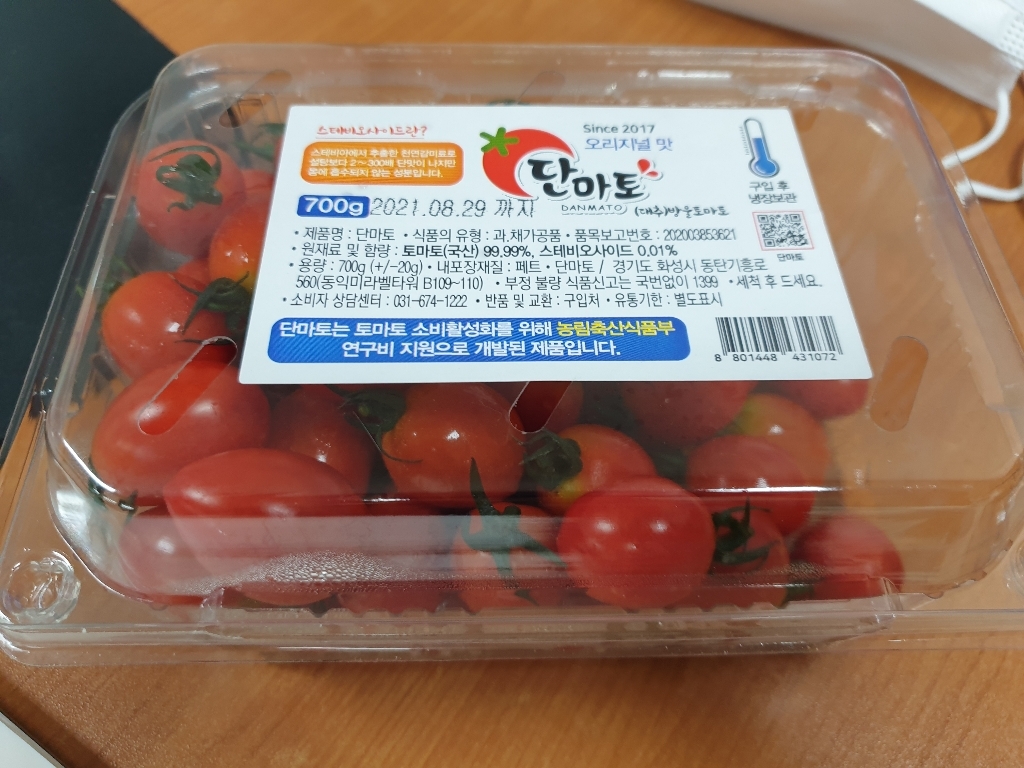 스테비오사이드란?
스테비아에서 추출한 천연감미료로
설탕보다 2~300배 단맛이 나지만
몸에 흡수되지 않는 성분입니다.
Since 2017
오리지널 맛
단마토
DANMATO
(대추)방울토마토
구입 후
냉장보관
단마토
700g 2021.08.29 까지
• 제품명 : 단마토 • 식품의 유형 : 과,채가공품 • 품목보고번호 : 202003853621
• 원재료 및 함량 : 토마토(국산) 99.99%, 스테비오사이드 0.01%
• 용량 : 700g (+/-20g) • 내포장재질 : 페트 • 단마토 / 경기도 화성시 동탄기흥로
560(동익미라벨타워 B109~110) • 부정 불량 식품신고는 국번없이 1399 • 세척 후 드세요.
• 소비자 상담센터 : 031-674-1222 • 반품 및 교환 : 구입처 • 유통기한 : 별도표시
단마토는 토마토 소비활성화를 위해 농림축산식품부
연구비 지원으로 개발된 제품입니다.
8 801448 431072